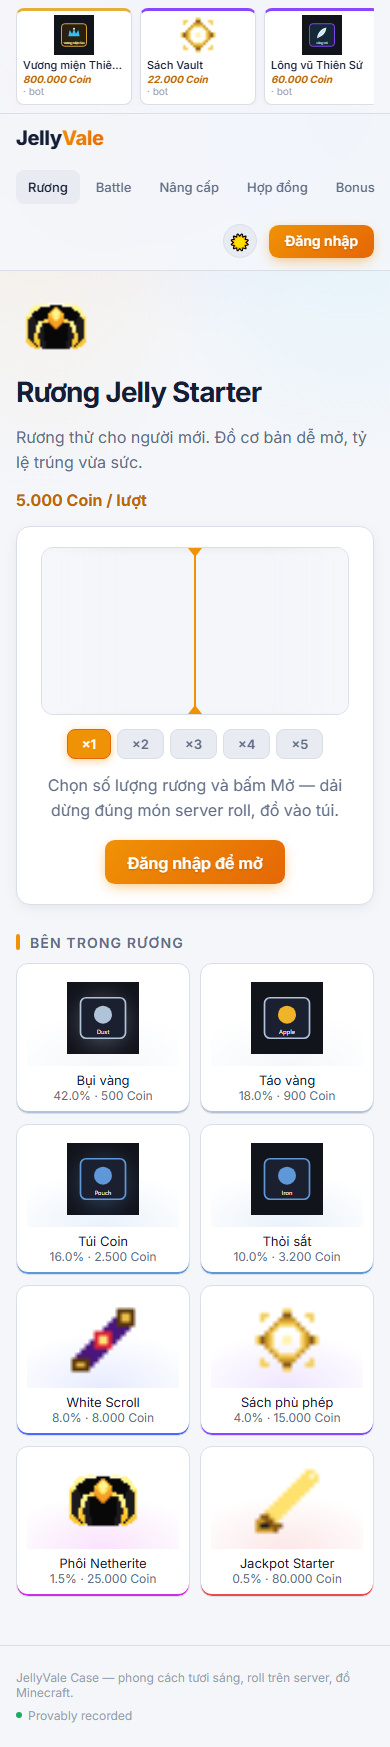 Vương miện Thiê...
800.000 Coin
· bot
Sách Vault
22.000 Coin
· bot
Lông vũ Thiên Sứ
60.000 Coin
· bot
JellyVale
Rương
Battle
Nâng cấp
Hợp đồng
Bonus
Đăng nhập
Rương Jelly Starter
Rương thử cho người mới. Đồ cơ bản dễ mở, tỷ
lệ trúng vừa sức.
5.000 Coin / lượt
×1
×2
×3
×4
×5
Chọn số lượng rương và bấm Mở — dải
dừng đúng món server roll, đồ vào túi.
Đăng nhập để mở
BÊN TRONG RƯƠNG
Dust
Bụi vàng
42.0% · 500 Coin
Apple
Táo vàng
18.0% · 900 Coin
Pouch
Túi Coin
16.0% · 2.500 Coin
Iron
Thỏi sắt
10.0% · 3.200 Coin
White Scroll
8.0% · 8.000 Coin
Sách phù phép
4.0% · 15.000 Coin
Phôi Netherite
1.5% · 25.000 Coin
Jackpot Starter
0.5% · 80.000 Coin
JellyVale Case — phong cách tươi sáng, roll trên server, đồ
Minecraft.
Provably recorded